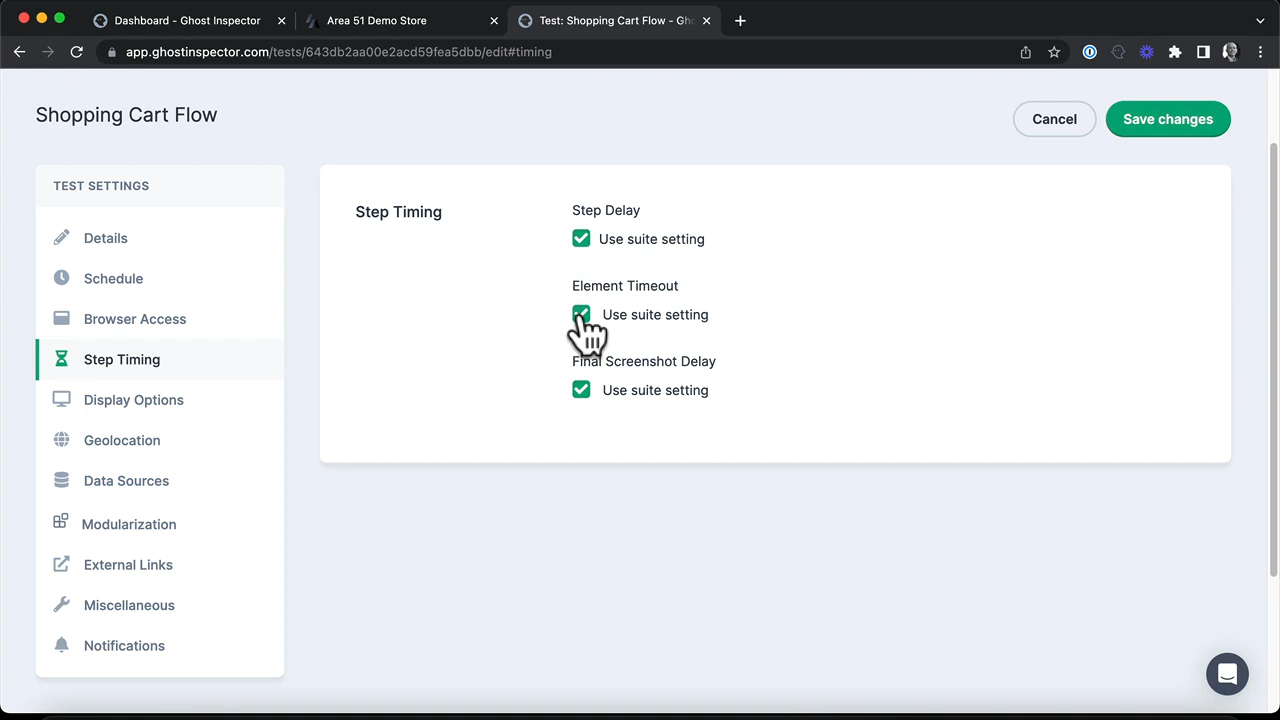 Dashboard - Ghost Inspector
Area 51 Demo Store
Test: Shopping Cart Flow - Gho
app.ghostinspector.com/tests/643db2aa00e2acd59fea5dbb/edit#timing
Shopping Cart Flow
Cancel
Save changes
TEST SETTINGS
Details
Schedule
Browser Access
Step Timing
Display Options
Geolocation
Data Sources
Modularization
External Links
Miscellaneous
Notifications
Step Timing
Step Delay
Use suite setting
Element Timeout
Use suite setting
Final Screenshot Delay
Use suite setting